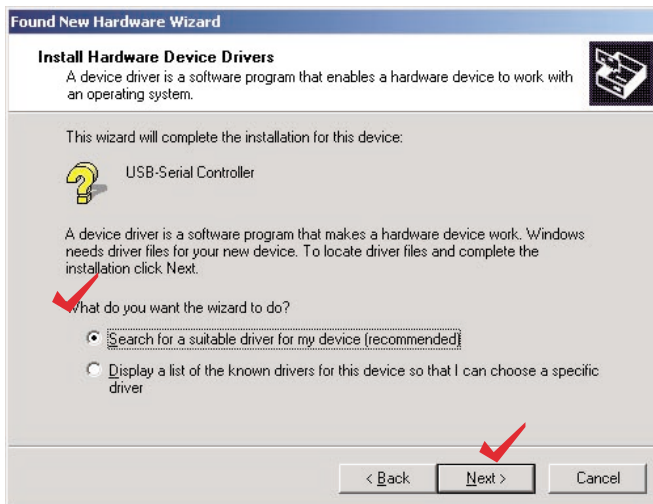 Found New Hardware Wizard
Install Hardware Device Drivers
A device driver is a software program that enables a hardware device to work with
an operating system.
This wizard will complete the installation for this device:
USB-Serial Controller
A device driver is a software program that makes a hardware device work. Windows
needs driver files for your new device. To locate driver files and complete the
installation click Next.
What do you want the wizard to do?
Search for a suitable driver for my device (recommended)
Display a list of the known drivers for this device so that I can choose a specific
driver
< Back
Next >
Cancel